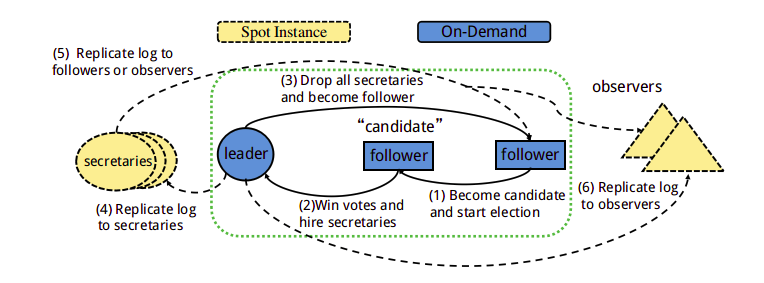 Spot Instance
On-Demand
(5) Replicate log to
followers or observers
(3) Drop all secretaries
and become follower
observers
“candidate”
secretaries
leader
follower
follower
(4) Replicate log
to secretaries
(2)Win votes and
hire secretaries
(1) Become candidate
and start election
(6) Replicate log
to observers